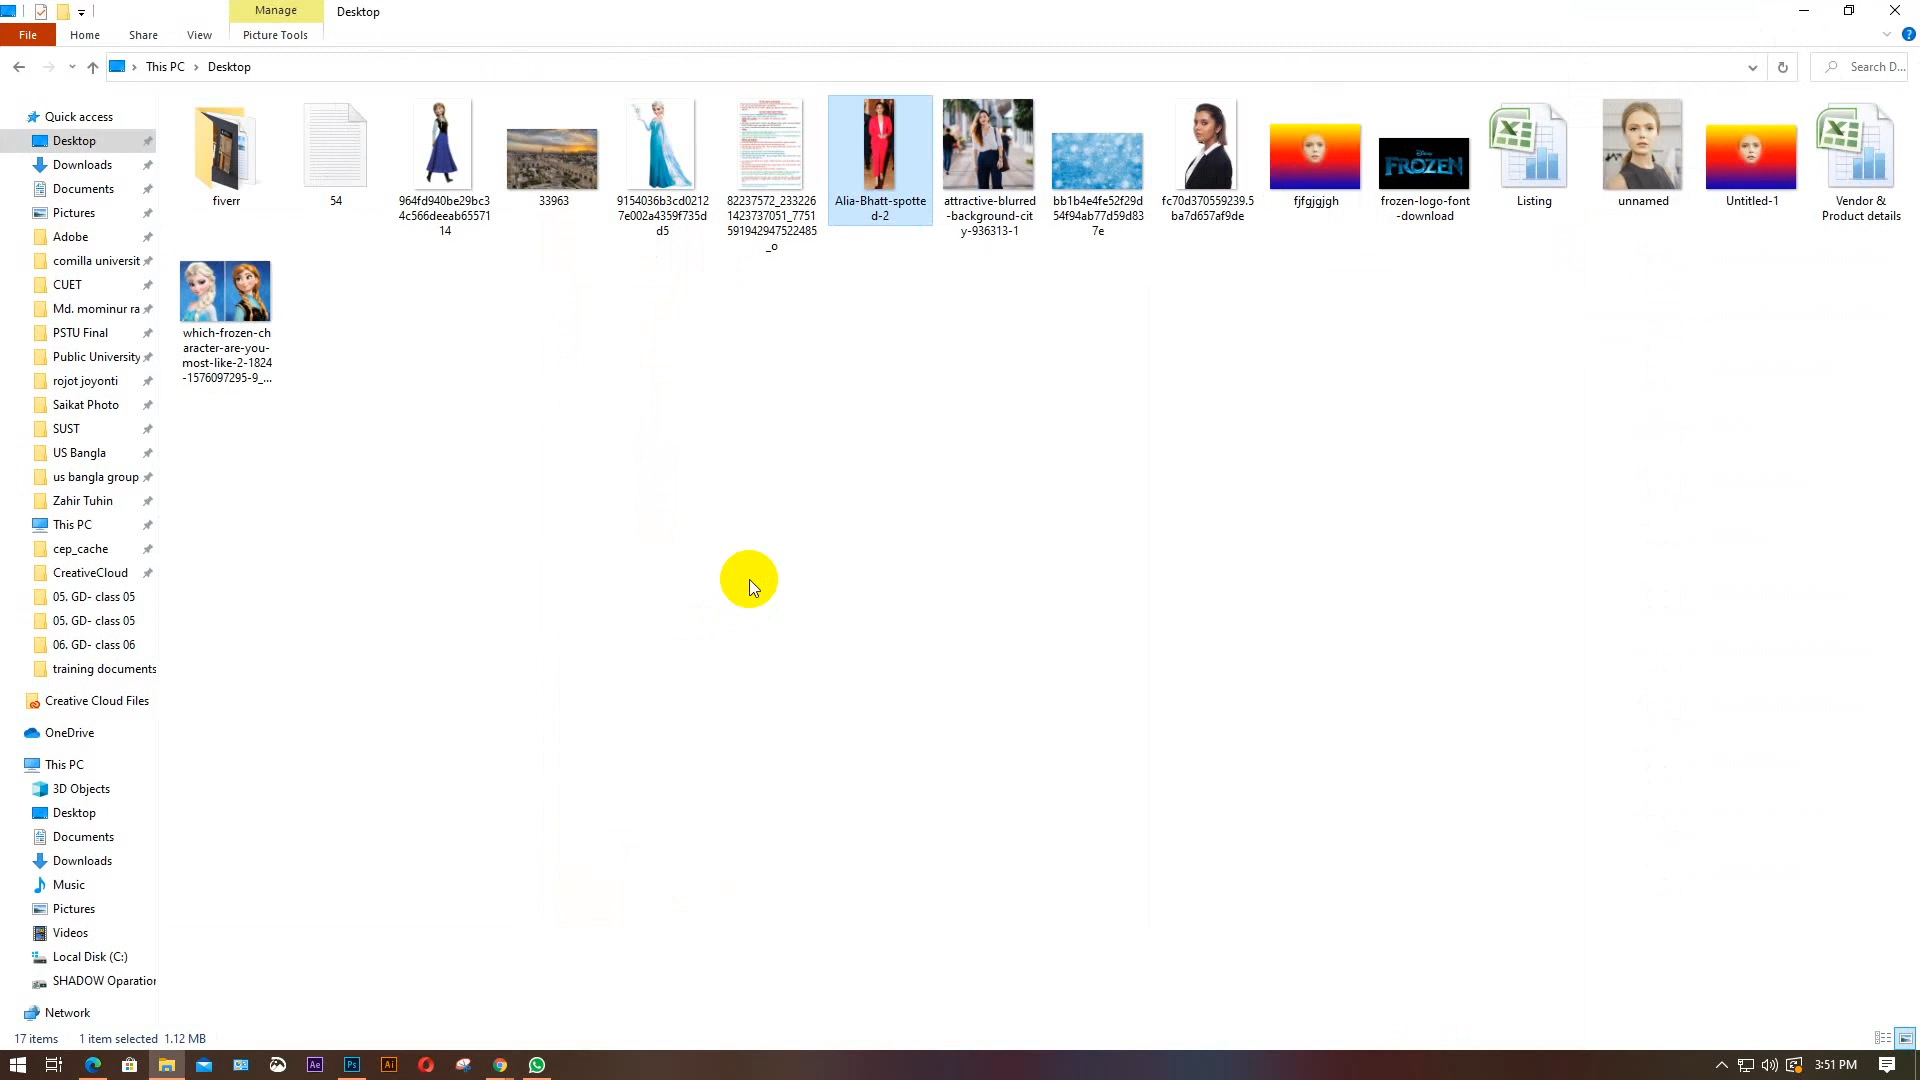 Manage
Desktop
File
Home
Share
View
Picture Tools
This PC
Desktop
Search D...
Quick access
Desktop
Downloads
Documents
Pictures
Adobe
comilla universit
CUET
Md. mominur ra
PSTU Final
Public University
rojot joyonti
Saikat Photo
SUST
US Bangla
us bangla group
Zahir Tuhin
This PC
cep_cache
CreativeCloud
05. GD- class 05
05. GD- class 05
06. GD- class 06
training documents
Creative Cloud Files
OneDrive
This PC
3D Objects
Desktop
Documents
Downloads
Music
Pictures
Videos
Local Disk (C:)
SHADOW Oparation
Network
fiverr
54
964fd940be29bc3
4c566deeab65571
14
33963
9154036b3cd0212
7e002a4359f735d
d5
82237572_233226
1423737051_7751
591942947522485
_o
Alia-Bhatt-spotte
d-2
attractive-blurred
-background-cit
y-936313-1
bb1b4e4fe52f29d
54f94ab77d59d83
7e
fc70d370559239.5
ba7d657af9de
fjfgjgjgh
DISNEY
FROZEN
frozen-logo-font
-download
Listing
unnamed
Untitled-1
Vendor &
Product details
which-frozen-ch
aracter-are-you-
most-like-2-1824
-1576097295-9_...
17 items
1 item selected 1.12 MB
Ae
Ps
Ai
3:51 PM